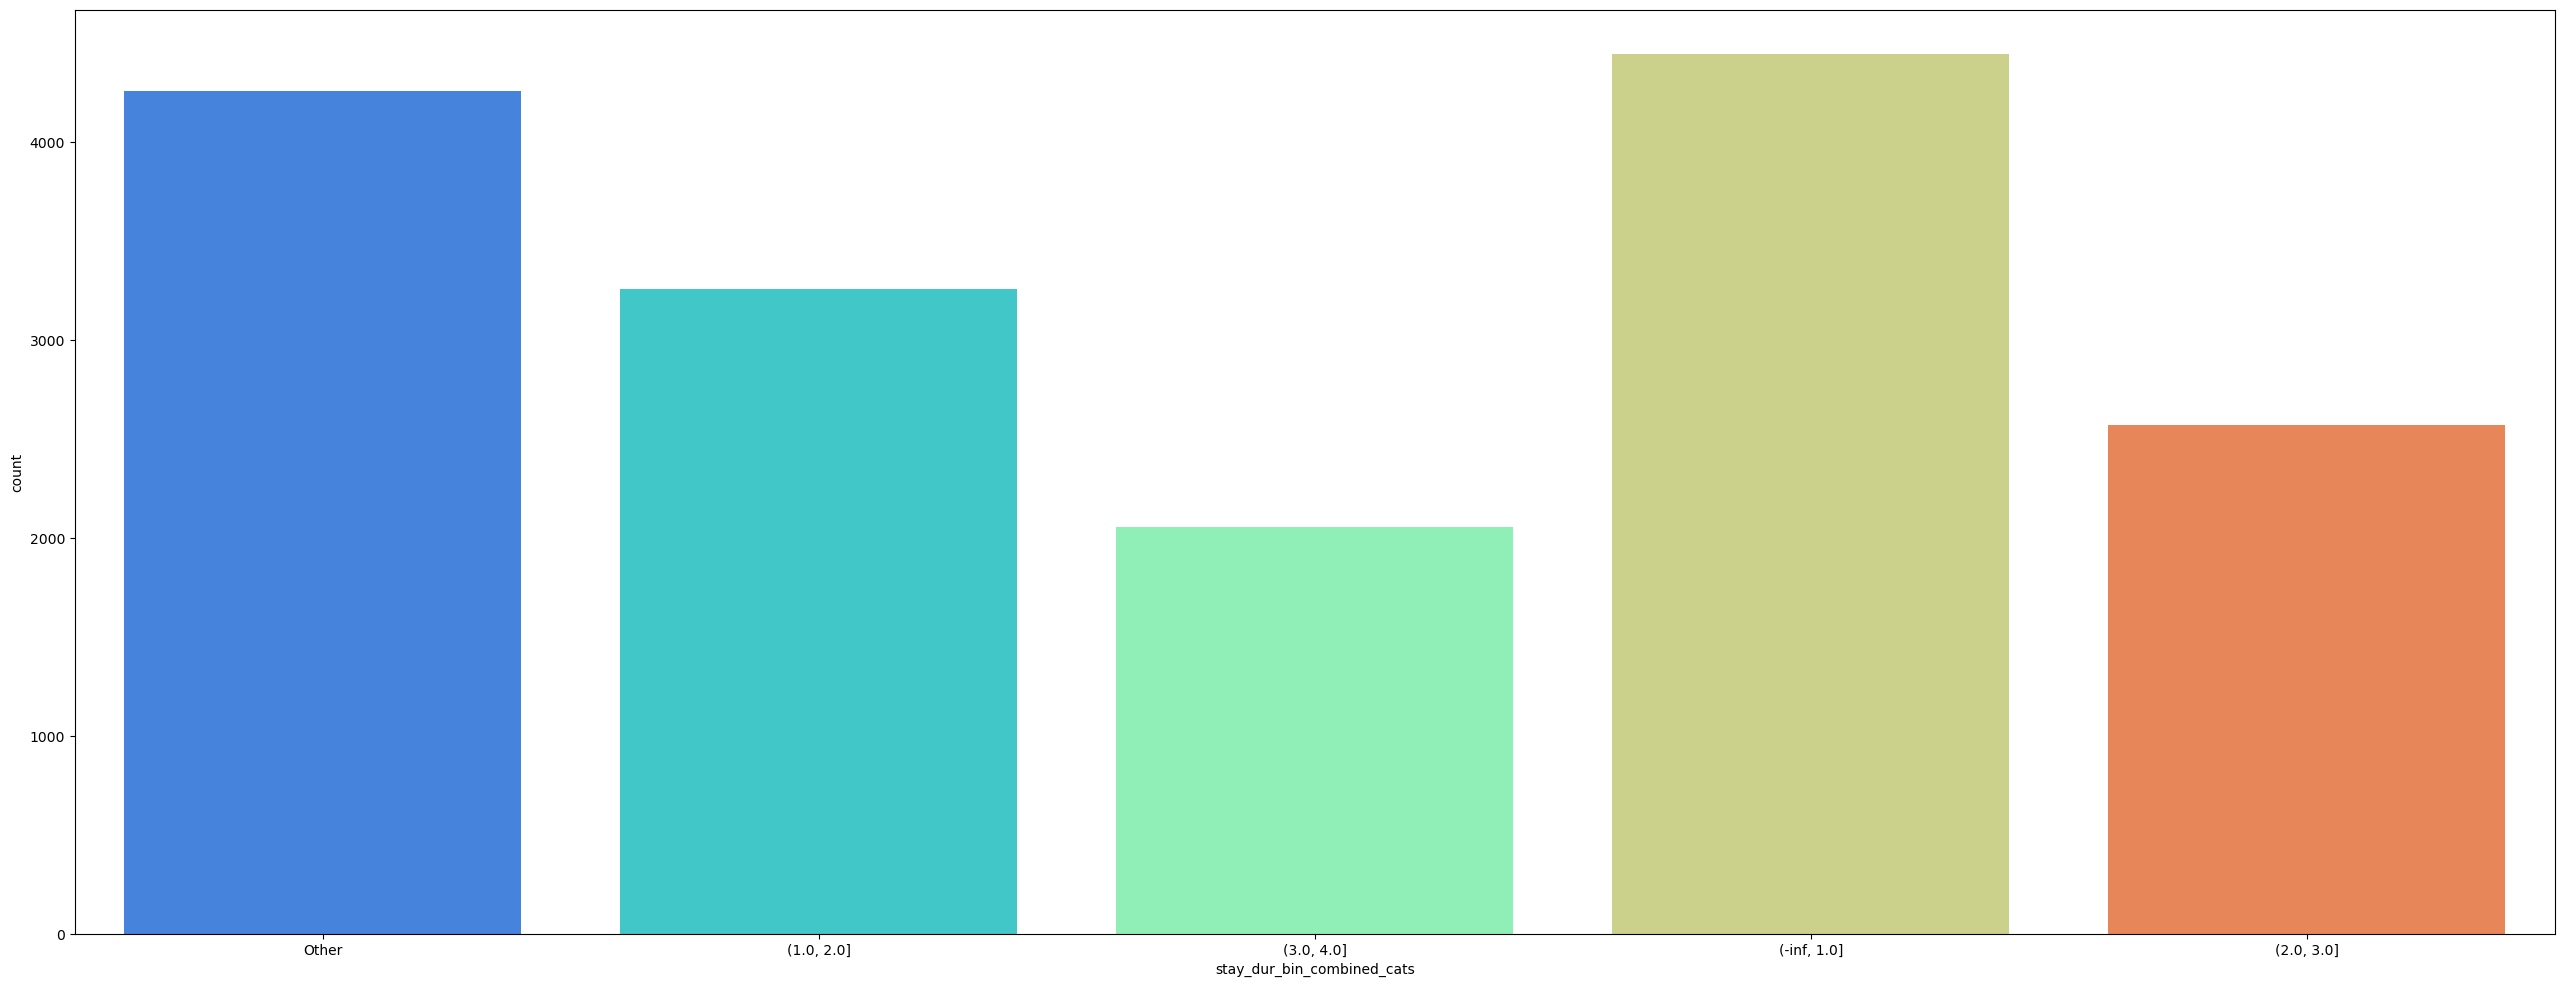 4000
3000
2000
1000
0
count
Other (1.0, 2.0] (3.0, 4.0] (-inf, 1.0] (2.0, 3.0]
stay_dur_bin_combined_cats